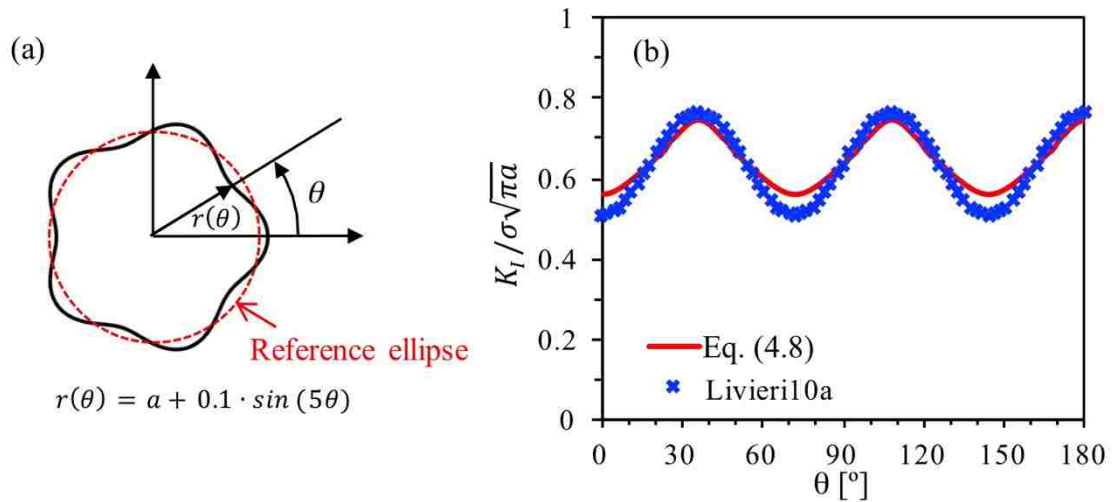 (a)
θ
r(θ)
Reference ellipse
r(θ) = a + 0.1 · sin (5θ)
(b)
K_I/σ√πa
1
0.8
0.6
0.4
0.2
0
Eq. (4.8)
Livieri10a
0 30 60 90 120 150 180
θ [º]